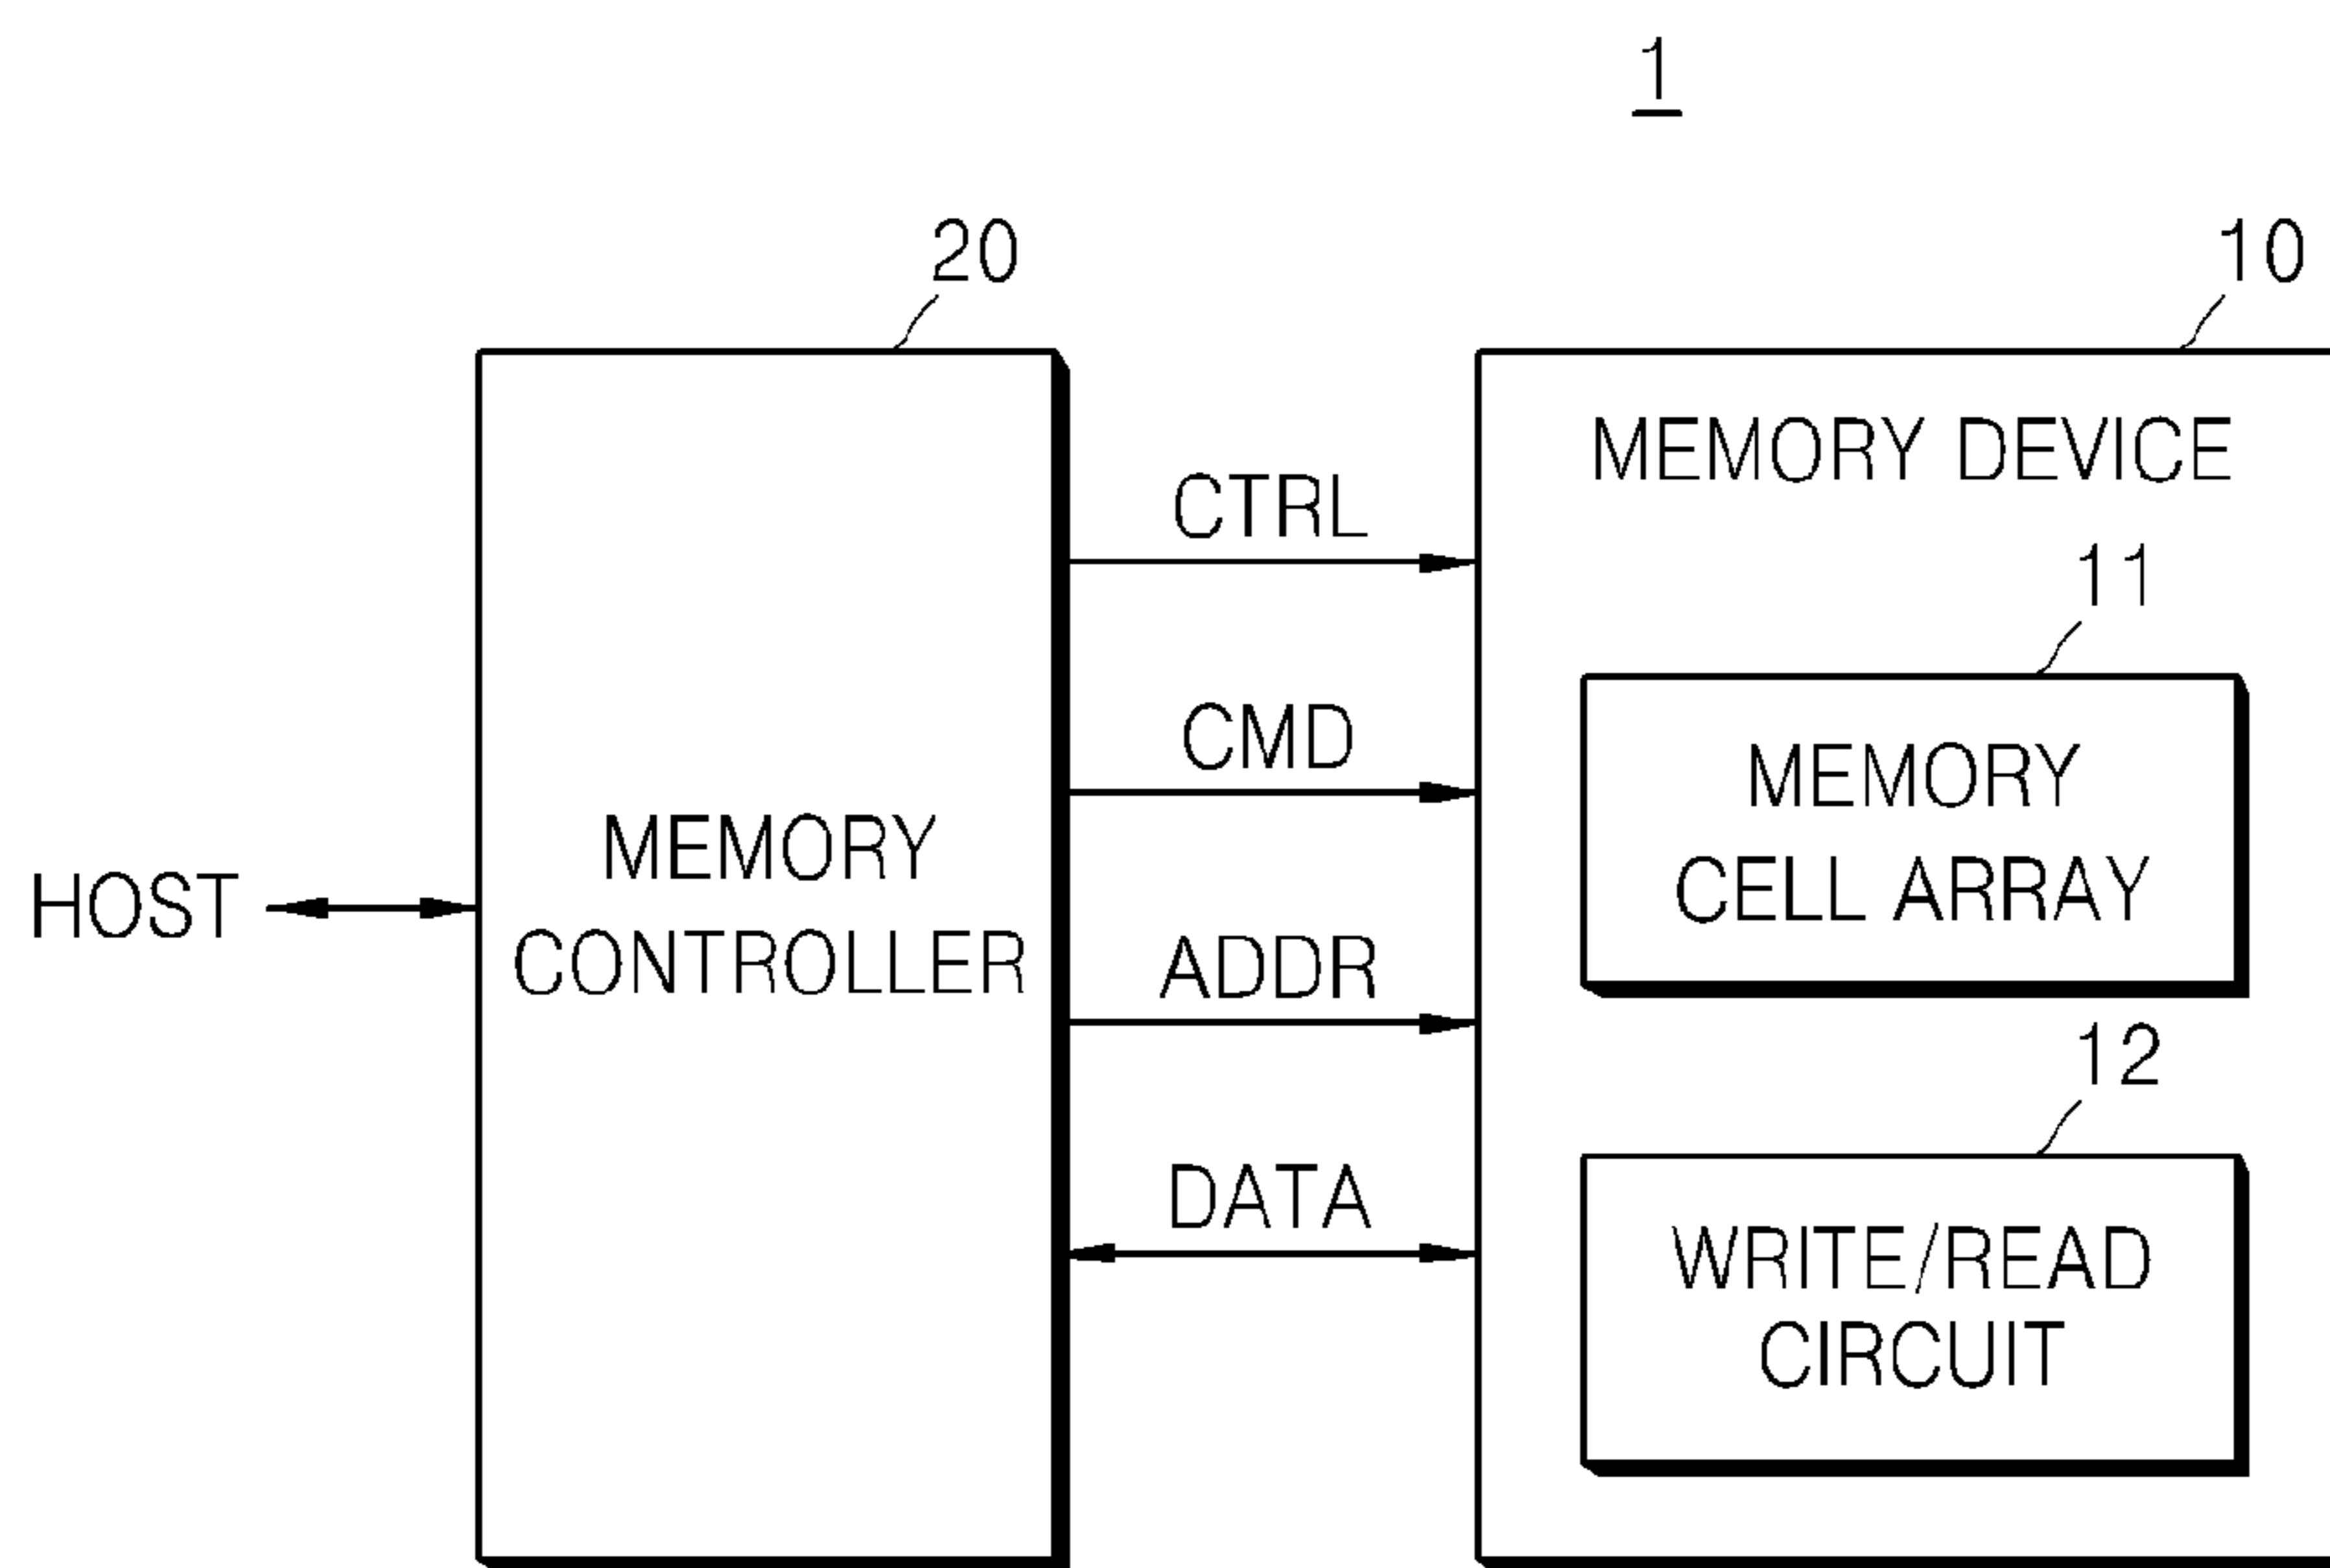 1
20
10
MEMORY DEVICE
CTRL
11
CMD
MEMORY
CELL ARRAY
HOST
MEMORY
CONTROLLER
ADDR
12
DATA
WRITE/READ
CIRCUIT